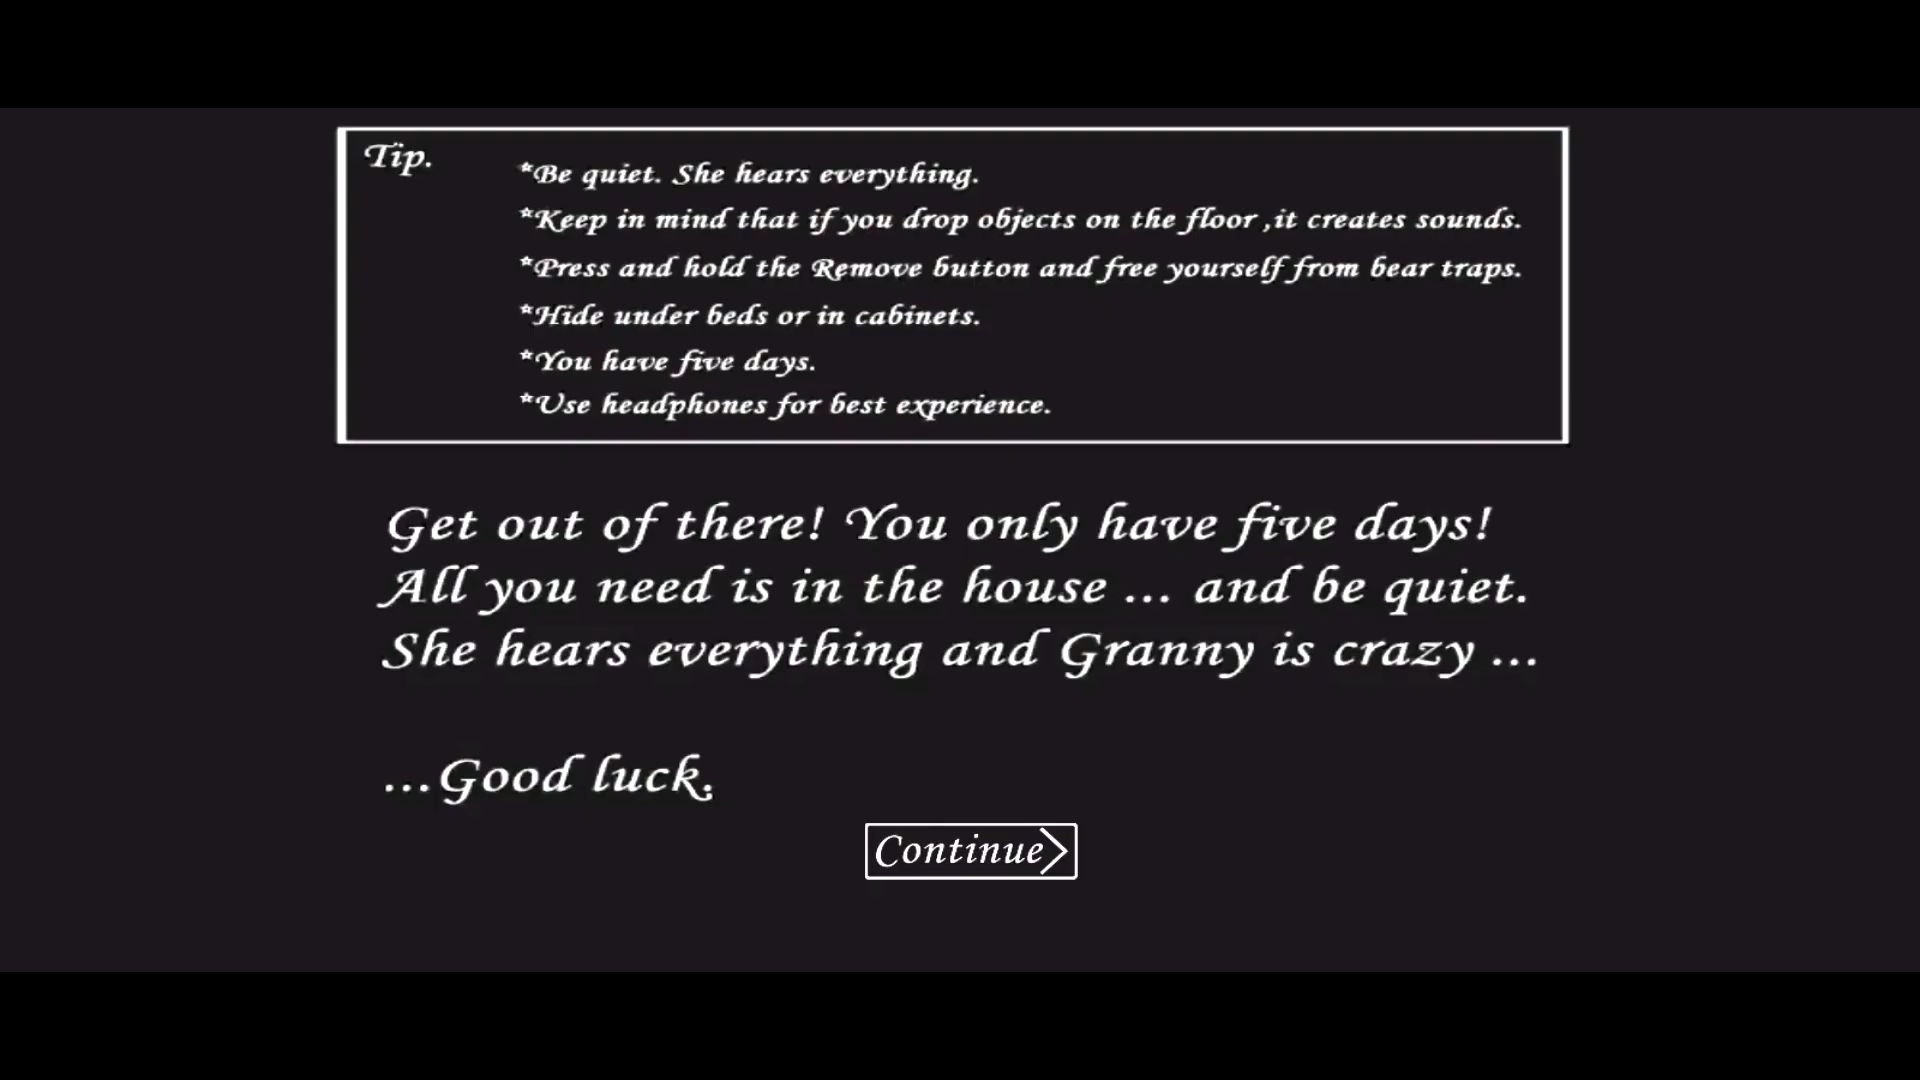 Tip.
*Be quiet. She hears everything.
*Keep in mind that if you drop objects on the floor ,it creates sounds.
*Press and hold the Remove button and free yourself from bear traps.
*Hide under beds or in cabinets.
*You have five days.
*Use headphones for best experience.
Get out of there! You only have five days!
All you need is in the house ... and be quiet.
She hears everything and Granny is crazy ...
...Good luck.
Continue>